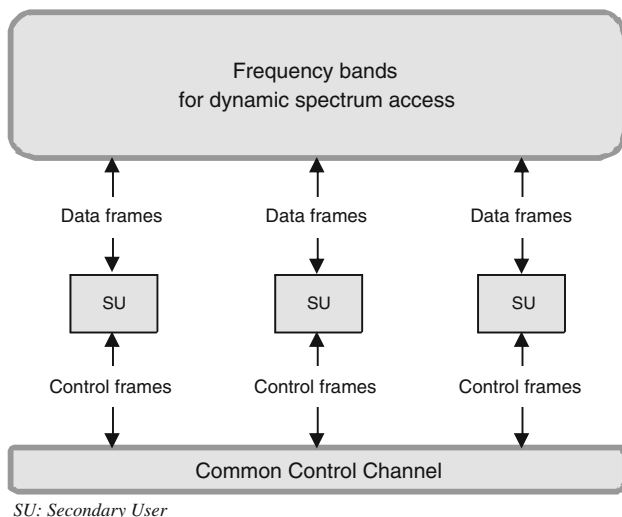 Frequency bands
for dynamic spectrum access
Data frames
Data frames
Data frames
SU
SU
SU
Control frames
Control frames
Control frames
Common Control Channel
SU: Secondary User